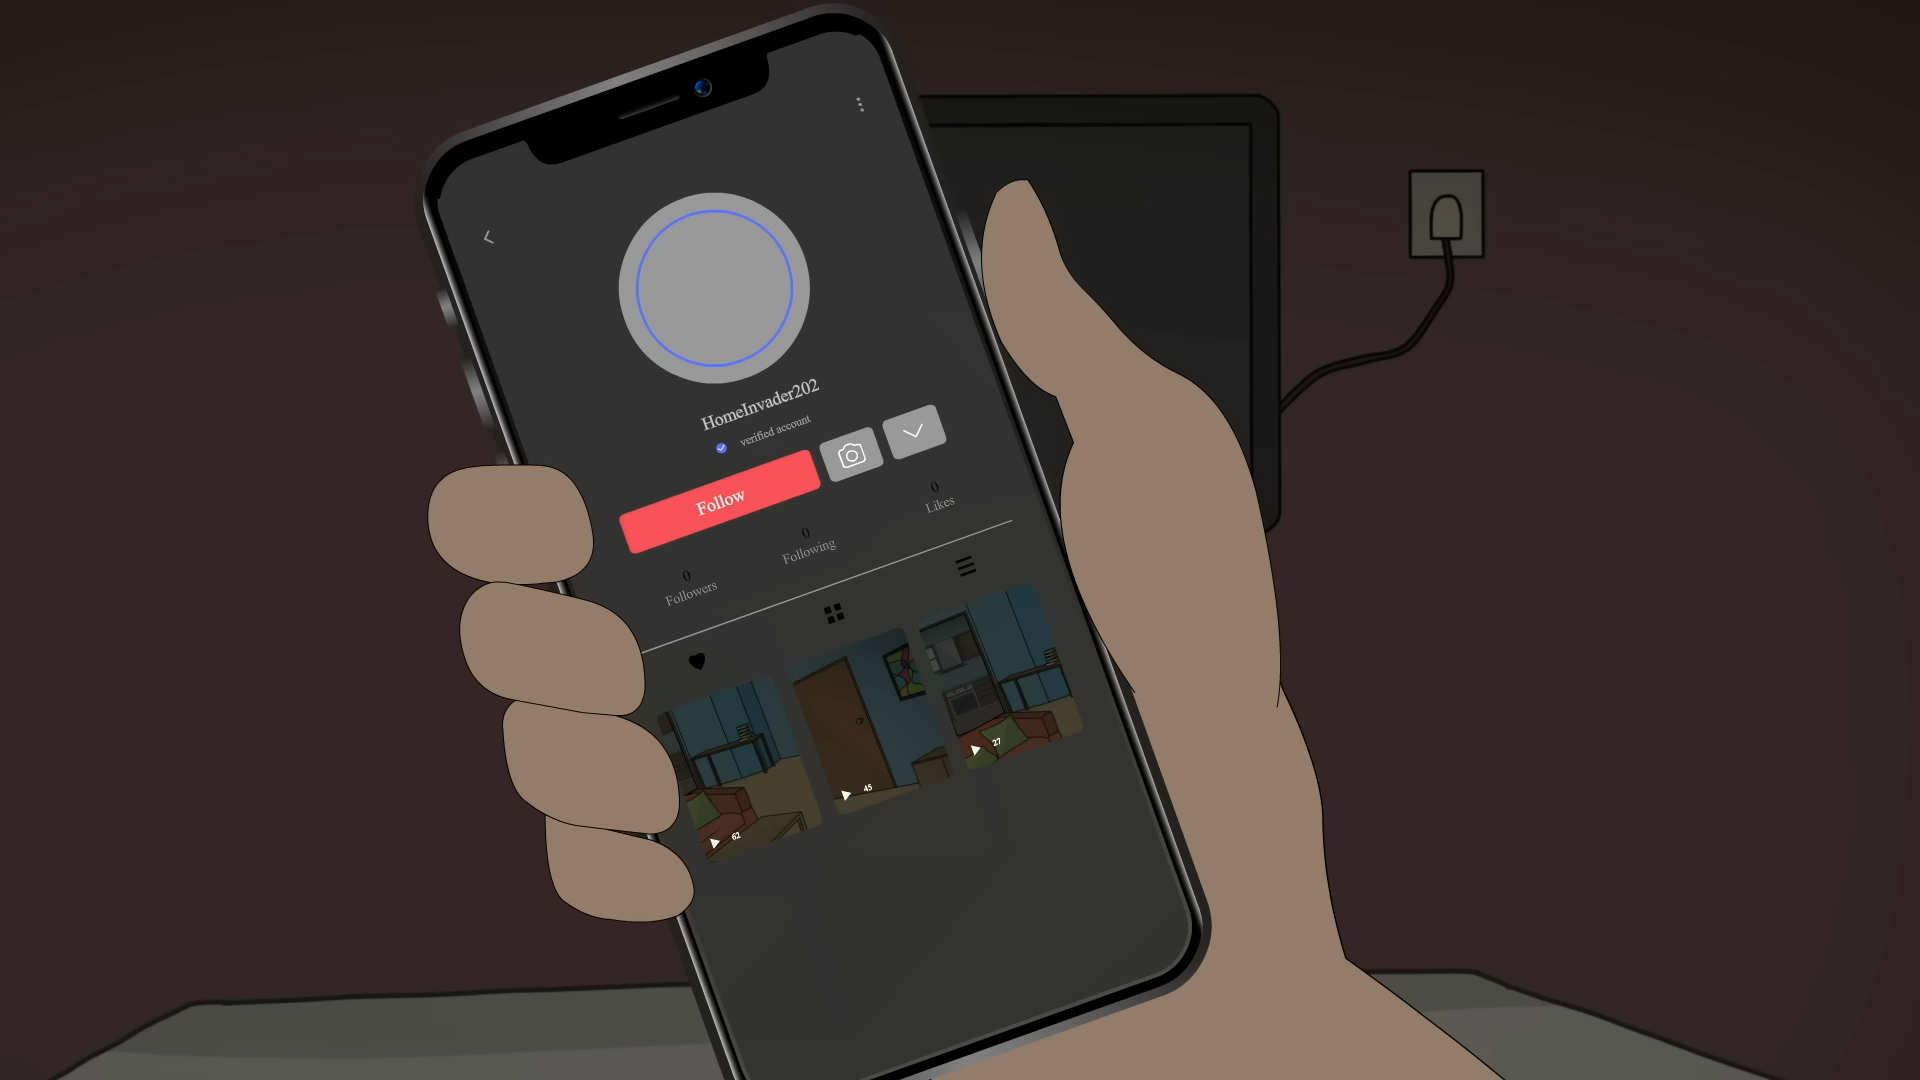 HomeInvader202
verified account
Follow
0
Followers
0
Following
0
Likes
62
45
27